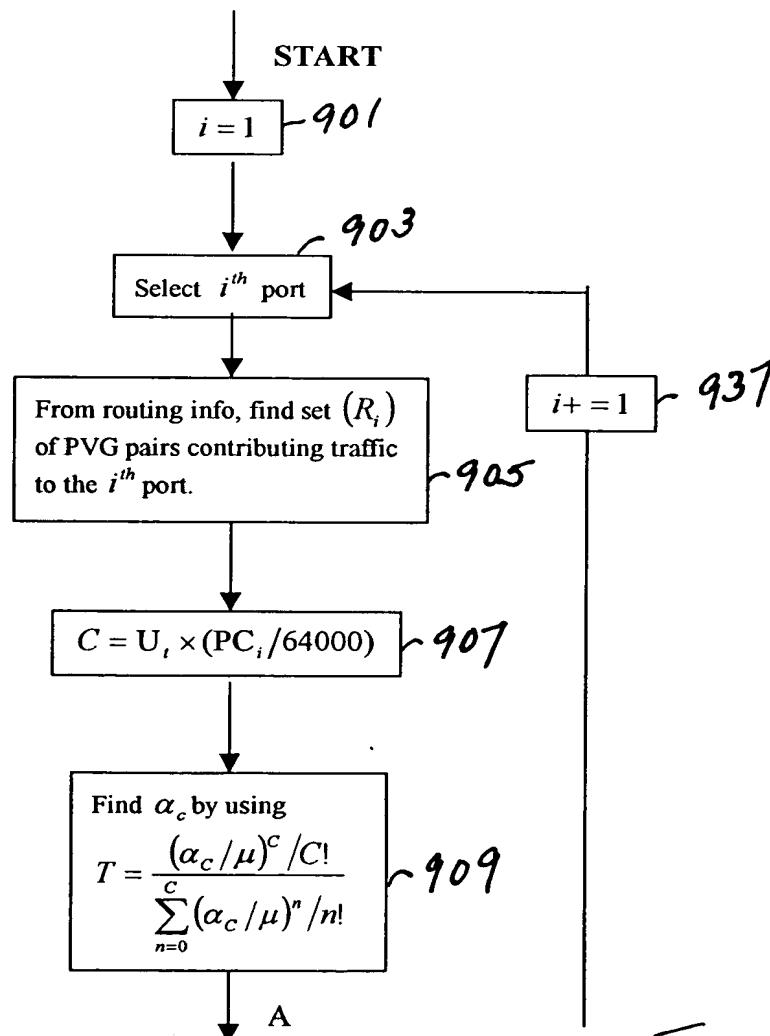 START
i = 1
901
903
Select i^th port
From routing info, find set (R_i)
of PVG pairs contributing traffic
to the i^th port.
905
i+ = 1
937
C = U_t × (PC_i/64000)
907
Find α_c by using
T = (α_C/μ)^C/C! / ∑_{n=0}^{C} (α_C/μ)^n/n!
909
A